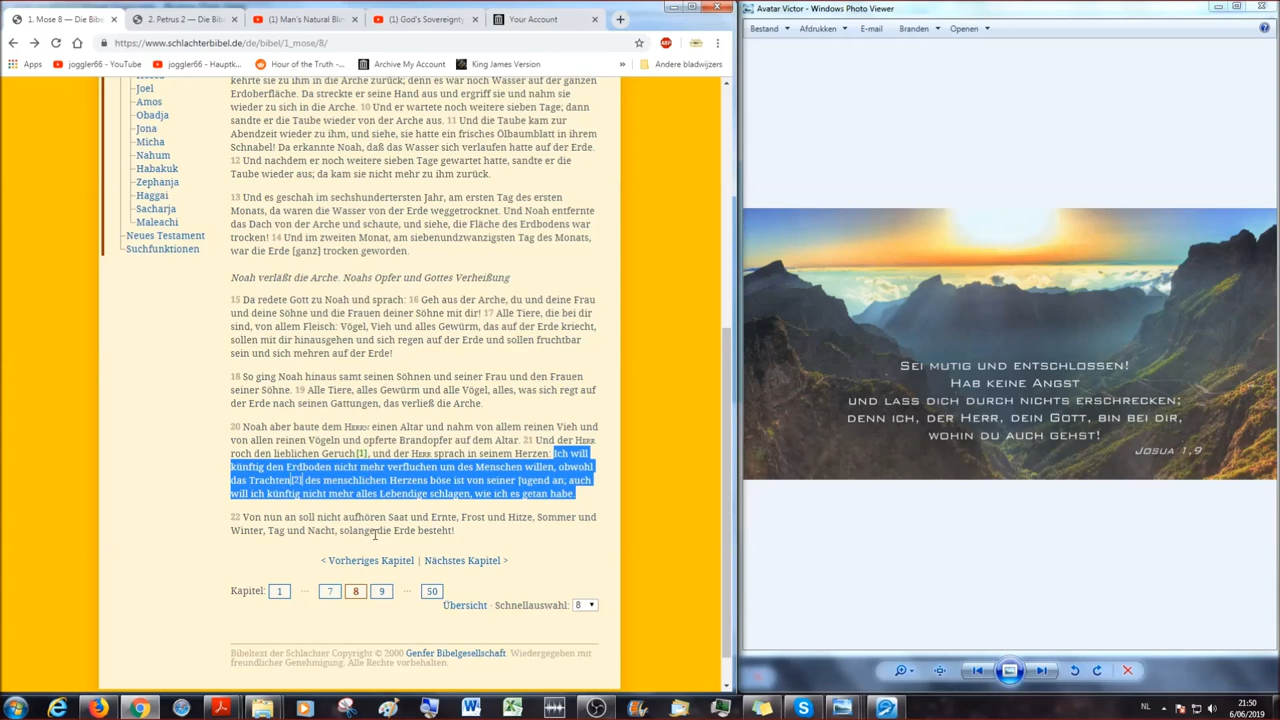 1. Mose 8 — Die Bibe
2. Petrus 2 — Die Bib
(1) Man's Natural Blin
(1) God's Sovereignty
Your Account
https://www.schlachterbibel.de/de/bibel/1_mose/8/
Apps
joggler66 - YouTube
joggler66 - Hauptk...
Hour of the Truth -...
Archive My Account
King James Version
»
Andere bladwijzers
Joel
Amos
Obadja
Jona
Micha
Nahum
Habakuk
Zephanja
Haggai
Sacharja
Maleachi
Neues Testament
Suchfunktionen
kehrte sie zu ihm in die Arche zurück; denn es war noch Wasser auf der ganzen
Erdoberfläche. Da streckte er seine Hand aus und ergriff sie und nahm sie
wieder zu sich in die Arche. 10 Und er wartete noch weitere sieben Tage; dann
sandte er die Taube wieder von der Arche aus. 11 Und die Taube kam zur
Abendzeit wieder zu ihm, und siehe, sie hatte ein frisches Ölbaumblatt in ihrem
Schnabel! Da erkannte Noah, daß das Wasser sich verlaufen hatte auf der Erde.
12 Und nachdem er noch weitere sieben Tage gewartet hatte, sandte er die
Taube wieder aus; da kam sie nicht mehr zu ihm zurück.
13 Und es geschah im sechshundertersten Jahr, am ersten Tag des ersten
Monats, da waren die Wasser von der Erde weggetrocknet. Und Noah entfernte
das Dach von der Arche und schaute, und siehe, die Fläche des Erdbodens war
trocken! 14 Und im zweiten Monat, am siebenundzwanzigsten Tag des Monats,
war die Erde [ganz] trocken geworden.
Noah verläßt die Arche. Noahs Opfer und Gottes Verheißung
15 Da redete Gott zu Noah und sprach: 16 Geh aus der Arche, du und deine Frau
und deine Söhne und die Frauen deiner Söhne mit dir! 17 Alle Tiere, die bei dir
sind, von allem Fleisch: Vögel, Vieh und alles Gewürm, das auf der Erde kriecht,
sollen mit dir hinausgehen und sich regen auf der Erde und sollen fruchtbar
sein und sich mehren auf der Erde!
18 So ging Noah hinaus samt seinen Söhnen und seiner Frau und den Frauen
seiner Söhne. 19 Alle Tiere, alles Gewürm und alle Vögel, alles, was sich regt auf
der Erde nach seinen Gattungen, das verließ die Arche.
20 Noah aber baute dem HERRN einen Altar und nahm von allem reinen Vieh und
von allen reinen Vögeln und opferte Brandopfer auf dem Altar. 21 Und der HERR
roch den lieblichen Geruch[1], und der HERR sprach in seinem Herzen: Ich will
künftig den Erdboden nicht mehr verfluchen um des Menschen willen, obwohl
das Trachten[2] des menschlichen Herzens böse ist von seiner Jugend an; auch
will ich künftig nicht mehr alles Lebendige schlagen, wie ich es getan habe.
22 Von nun an soll nicht aufhören Saat und Ernte, Frost und Hitze, Sommer und
Winter, Tag und Nacht, solange die Erde besteht!
< Vorheriges Kapitel | Nächstes Kapitel >
Kapitel: 1 ... 7 8 9 ... 50
Übersicht · Schnellauswahl: 8
Bibeltext der Schlachter Copyright © 2000 Genfer Bibelgesellschaft. Wiedergegeben mit
freundlicher Genehmigung. Alle Rechte vorbehalten.
Avatar Victor - Windows Photo Viewer
Bestand
Afdrukken
E-mail
Branden
Openen
SEI MUTIG UND ENTSCHLOSSEN!
HAB KEINE ANGST
UND LASS DICH DURCH NICHTS ERSCHRECKEN;
DENN ICH, DER HERR, DEIN GOTT, BIN BEI DIR,
WOHIN DU AUCH GEHST!
JOSUA 1,9
NL
21:50
6/06/2019